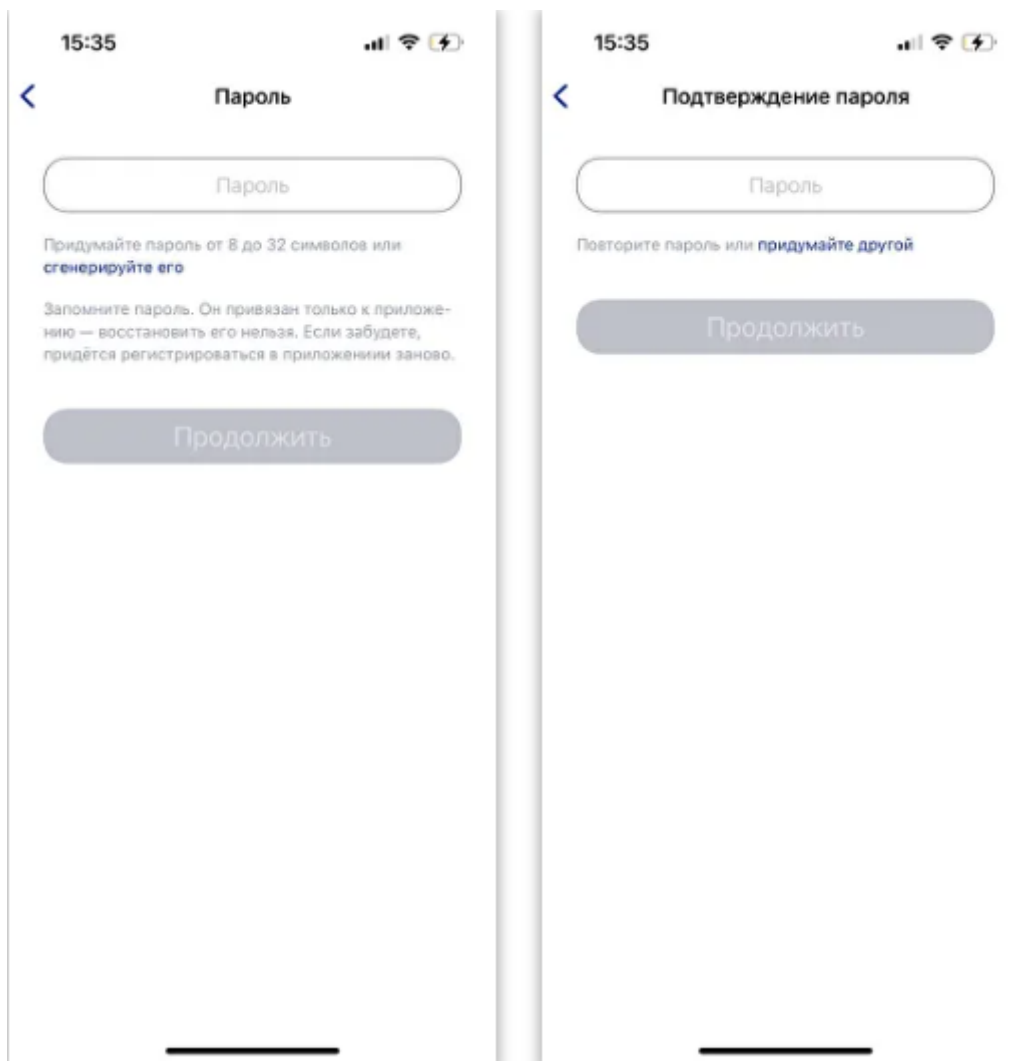 15:35
Пароль
Пароль
Придумайте пароль от 8 до 32 символов или
сгенерируйте его
Запомните пароль. Он привязан только к приложе-
нию — восстановить его нельзя. Если забудете,
придётся регистрироваться в приложениии заново.
Продолжить
15:35
Подтверждение пароля
Пароль
Повторите пароль или придумайте другой
Продолжить